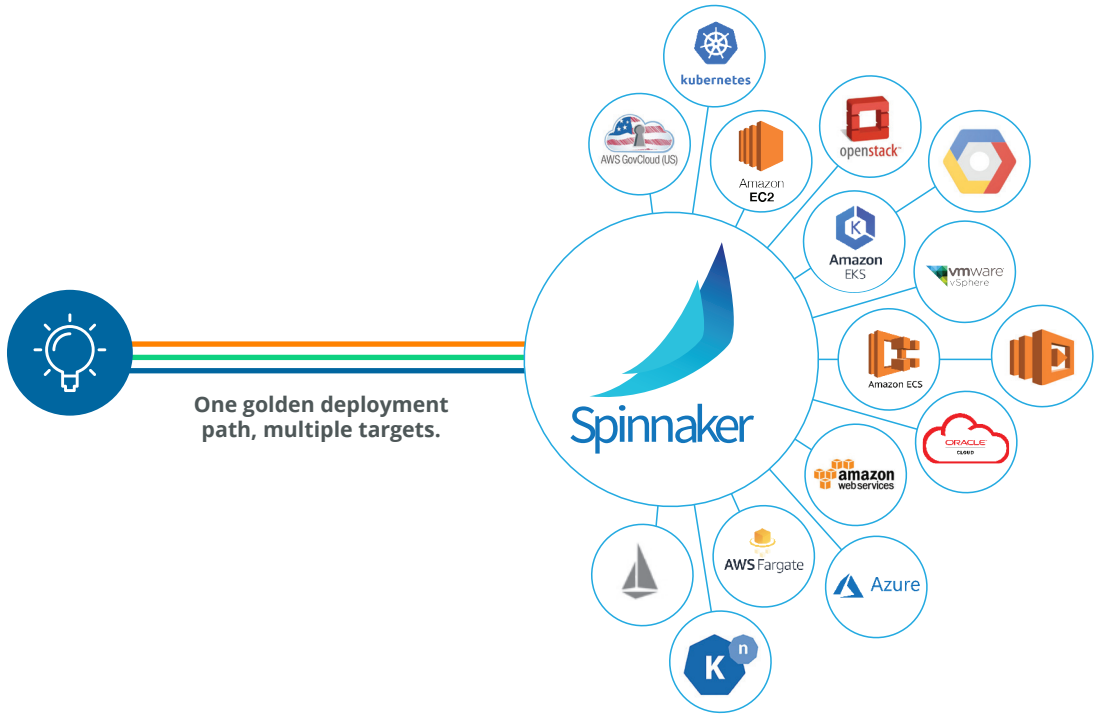 kubernetes
AWS GovCloud (US)
Amazon
EC2
openstack™
Amazon
EKS
vmware
vSphere
Amazon ECS
ORACLE
CLOUD
amazon
webservices
Azure
AWS Fargate
K
n
K
Spinnaker
One golden deployment
path, multiple targets.